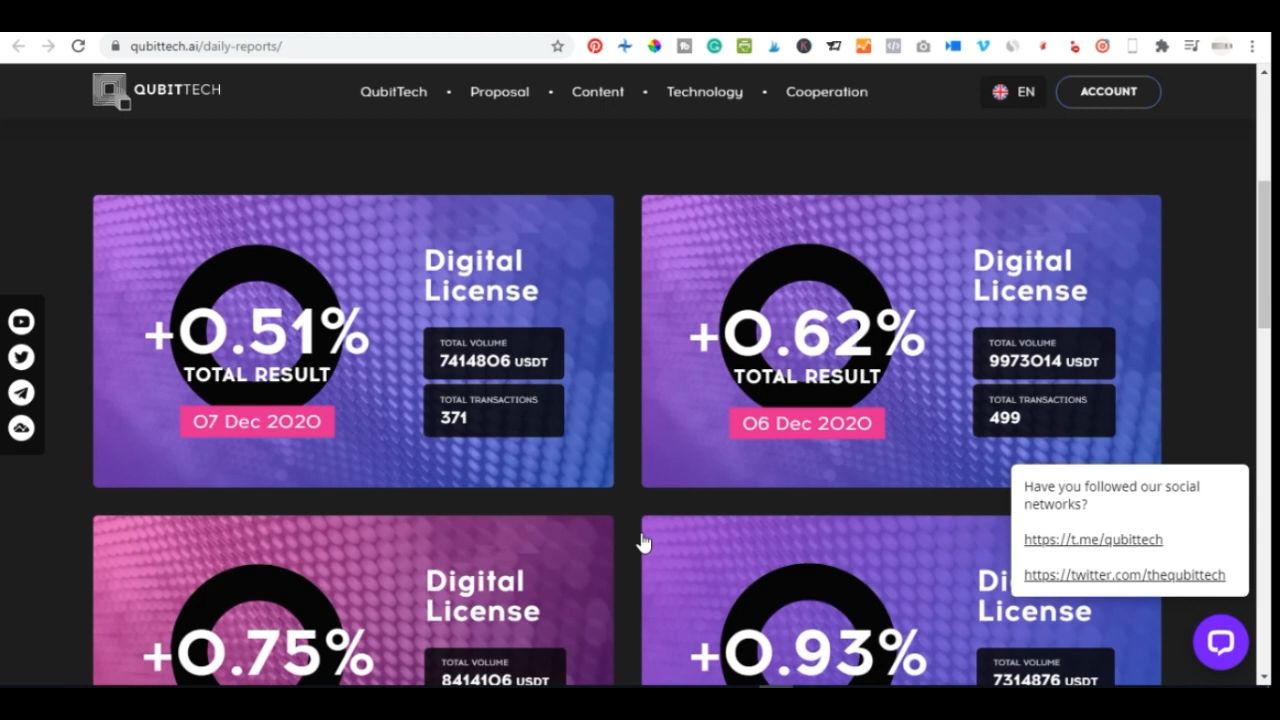 qubittech.ai/daily-reports/
QUBITTECH
QubitTech • Proposal • Content • Technology • Cooperation
EN
ACCOUNT
+0.51%
TOTAL RESULT
07 Dec 2020
Digital
License
TOTAL VOLUME
7414806 USDT
TOTAL TRANSACTIONS
371
+0.62%
TOTAL RESULT
06 Dec 2020
Digital
License
TOTAL VOLUME
9973014 USDT
TOTAL TRANSACTIONS
499
+0.75%
Digital
License
TOTAL VOLUME
8414106 USDT
+0.93%
License
TOTAL VOLUME
7314876 USDT
Have you followed our social
networks?
https://t.me/qubittech
https://twitter.com/thequbittech